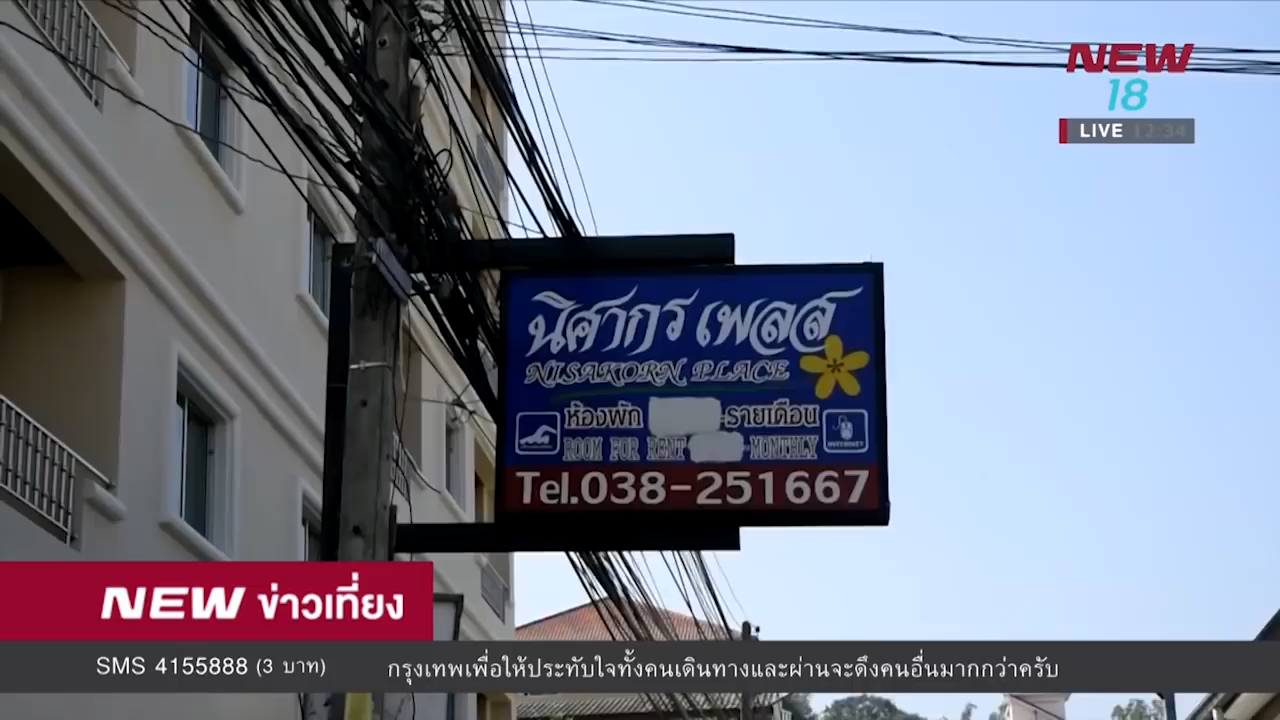 NEW
18
LIVE 12:34
นิศากร เพลส
NISAKORN PLACE
ห้องพัก -รายเดือน
ROOM FOR RENT - MONTHLY
INTERNET
Tel.038-251667
NEW ข่าวเที่ยง
SMS 4155888 (3 บาท) กรุงเทพเพื่อให้ประทับใจทั้งคนเดินทางและผ่านจะดึงคนอื่นมากกว่าครับ